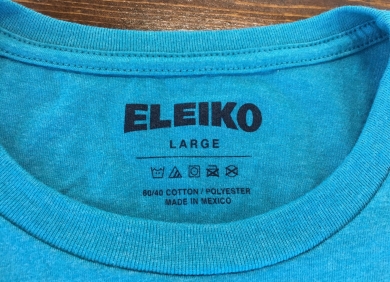 ELEIKO
LARGE
60/40 COTTON / POLYESTER
MADE IN MEXICO